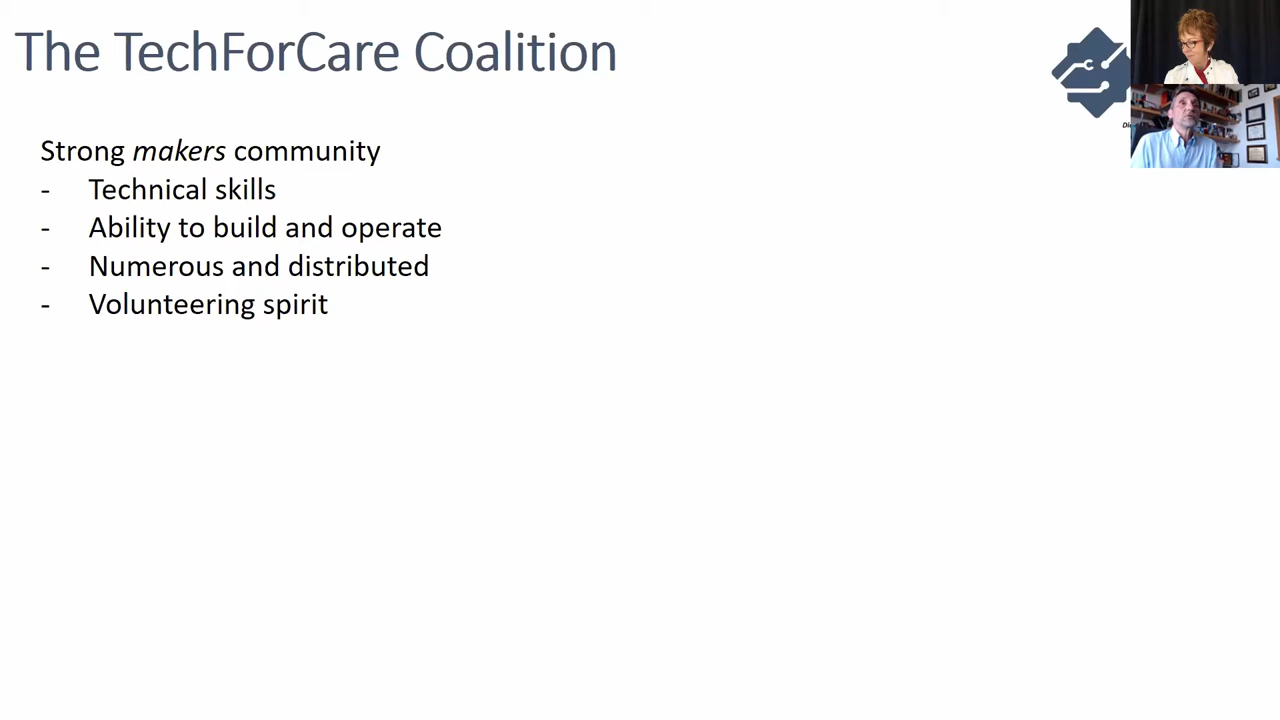 The TechForCare Coalition
Strong makers community
- Technical skills
- Ability to build and operate
- Numerous and distributed
- Volunteering spirit